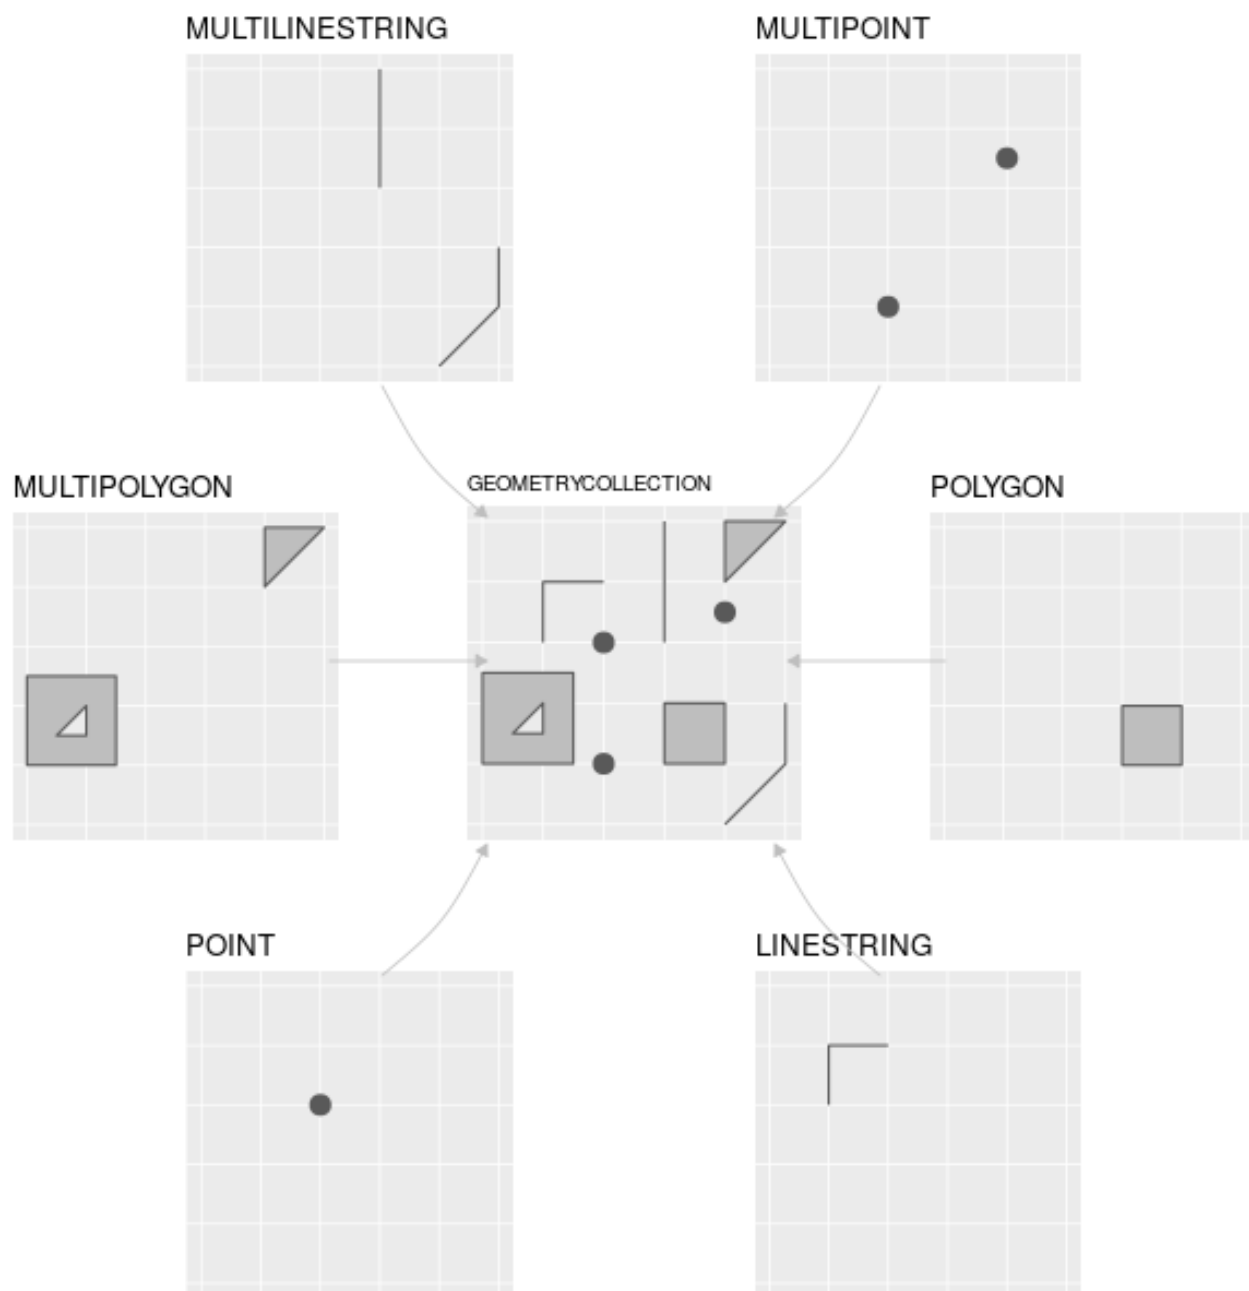 MULTILINESTRING
MULTIPOINT
MULTIPOLYGON
GEOMETRYCOLLECTION
POLYGON
POINT
LINESTRING